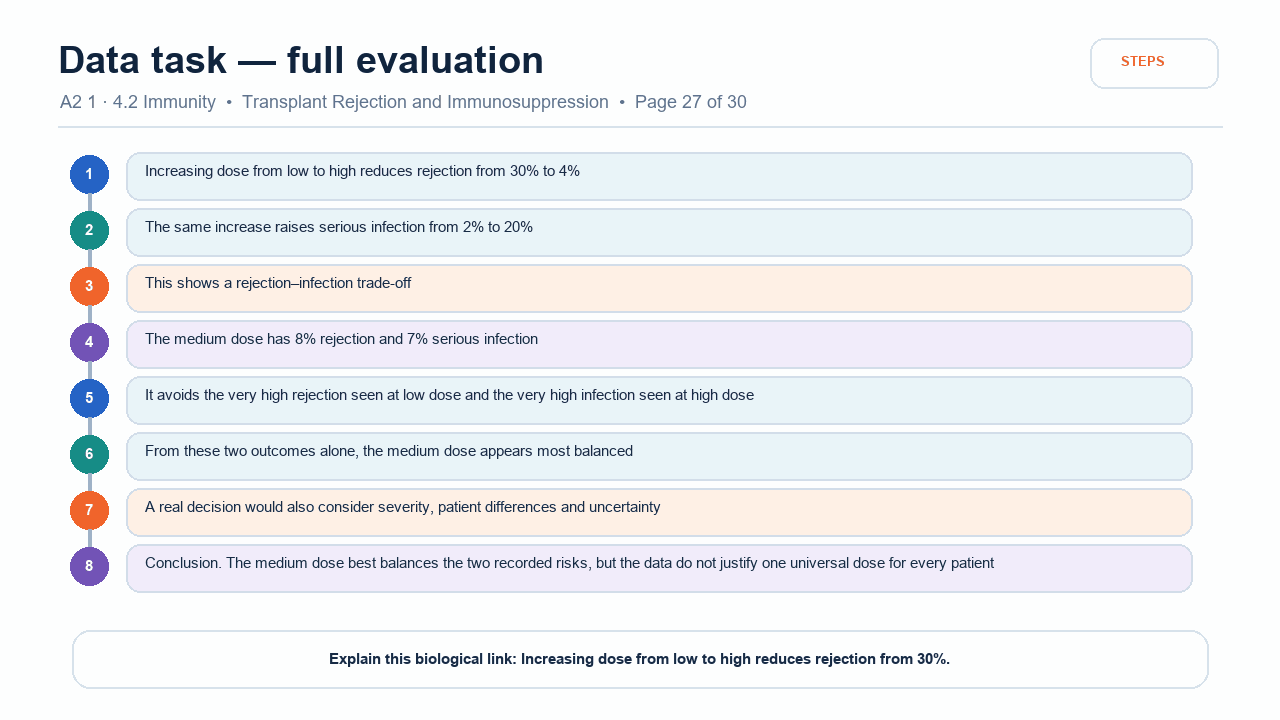 Data task — full evaluation
STEPS
A2 1 · 4.2 Immunity • Transplant Rejection and Immunosuppression • Page 27 of 30
1
Increasing dose from low to high reduces rejection from 30% to 4%
2
The same increase raises serious infection from 2% to 20%
3
This shows a rejection–infection trade-off
4
The medium dose has 8% rejection and 7% serious infection
5
It avoids the very high rejection seen at low dose and the very high infection seen at high dose
6
From these two outcomes alone, the medium dose appears most balanced
7
A real decision would also consider severity, patient differences and uncertainty
8
Conclusion. The medium dose best balances the two recorded risks, but the data do not justify one universal dose for every patient
Explain this biological link: Increasing dose from low to high reduces rejection from 30%.